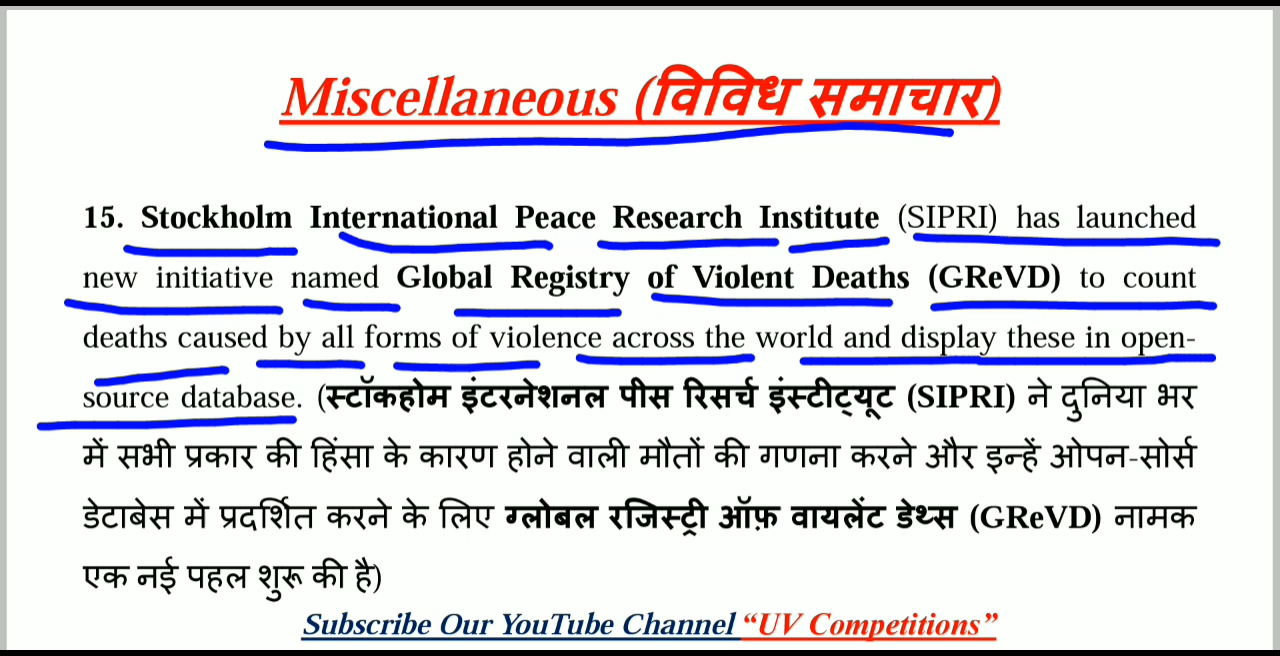 Miscellaneous (विविध समाचार)
15. Stockholm International Peace Research Institute (SIPRI) has launched
new initiative named Global Registry of Violent Deaths (GReVD) to count
deaths caused by all forms of violence across the world and display these in open-
source database. (स्टॉकहोम इंटरनेशनल पीस रिसर्च इंस्टीट्यूट (SIPRI) ने दुनिया भर
में सभी प्रकार की हिंसा के कारण होने वाली मौतों की गणना करने और इन्हें ओपन-सोर्स
डेटाबेस में प्रदर्शित करने के लिए ग्लोबल रजिस्ट्री ऑफ़ वायलेंट डेथ्स (GReVD) नामक
एक नई पहल शुरू की है)
Subscribe Our YouTube Channel “UV Competitions”